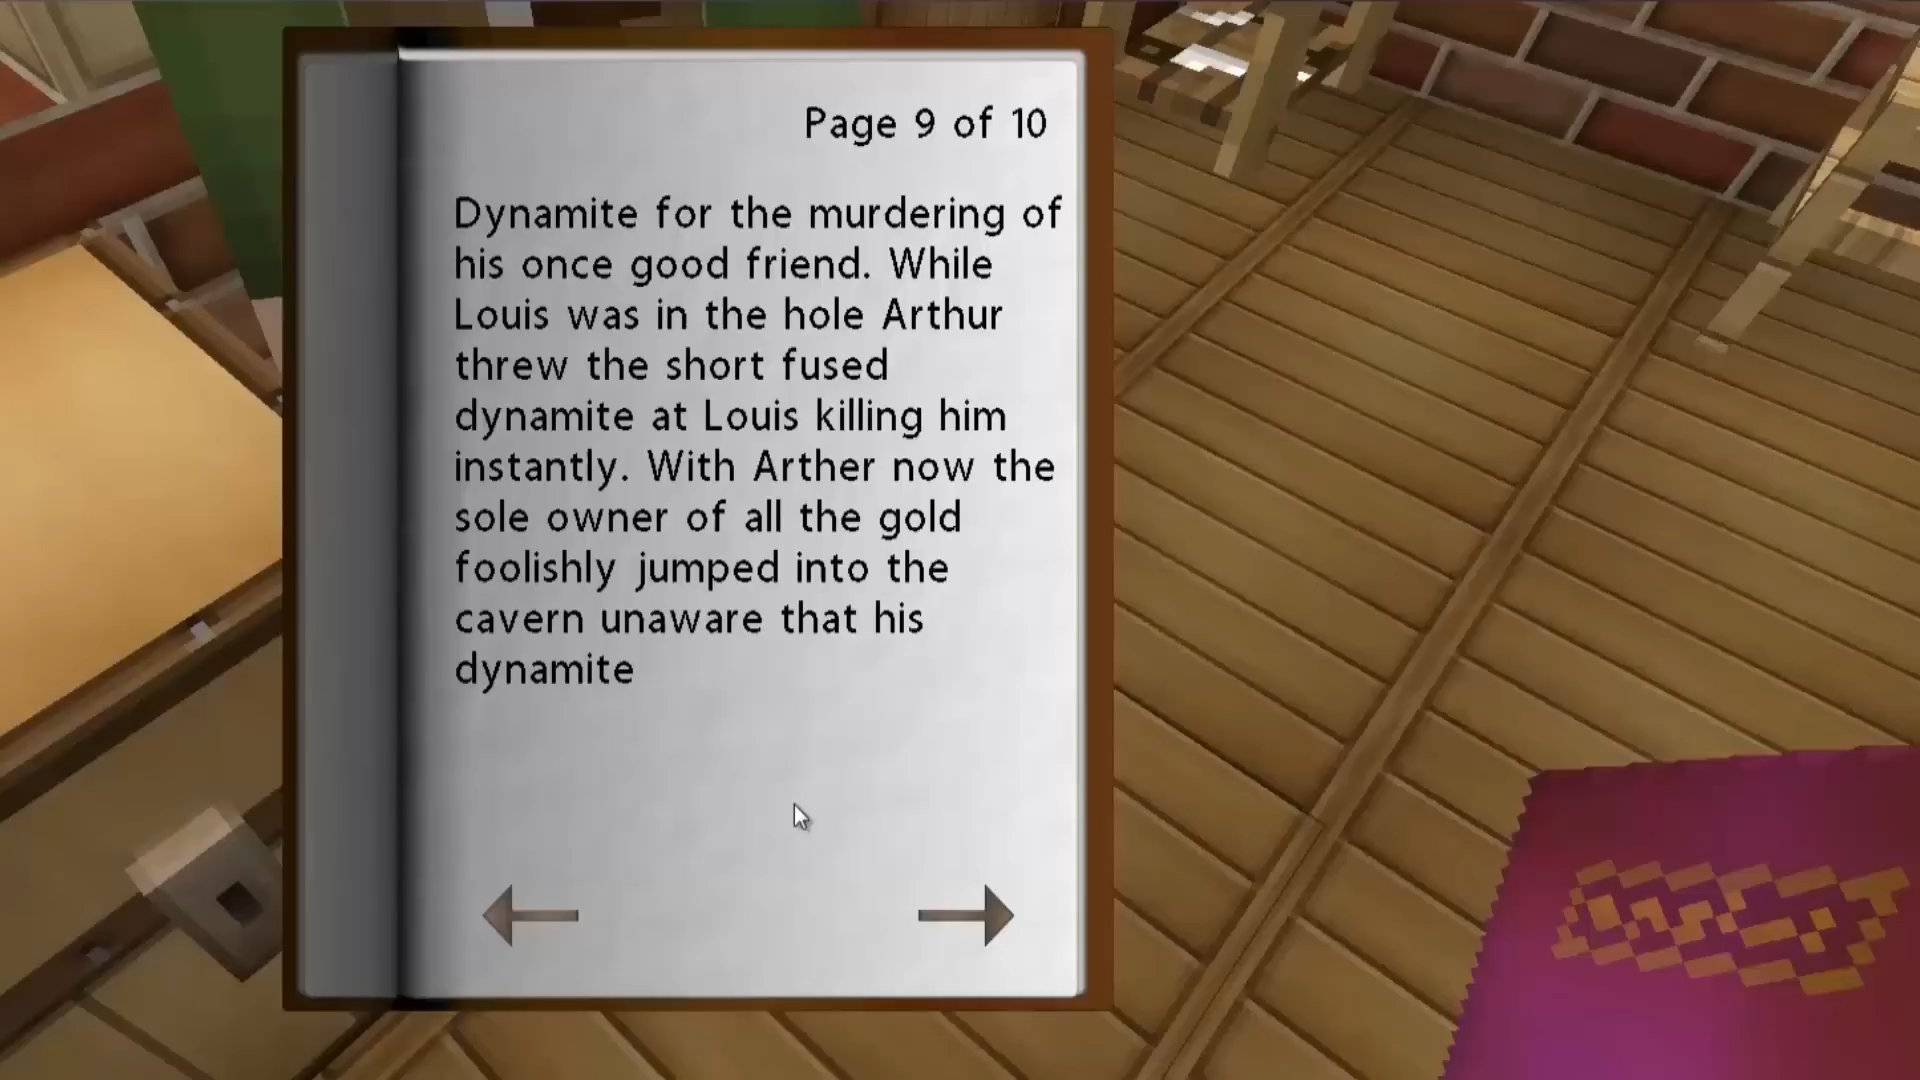 Page 9 of 10
Dynamite for the murdering of
his once good friend. While
Louis was in the hole Arthur
threw the short fused
dynamite at Louis killing him
instantly. With Arther now the
sole owner of all the gold
foolishly jumped into the
cavern unaware that his
dynamite